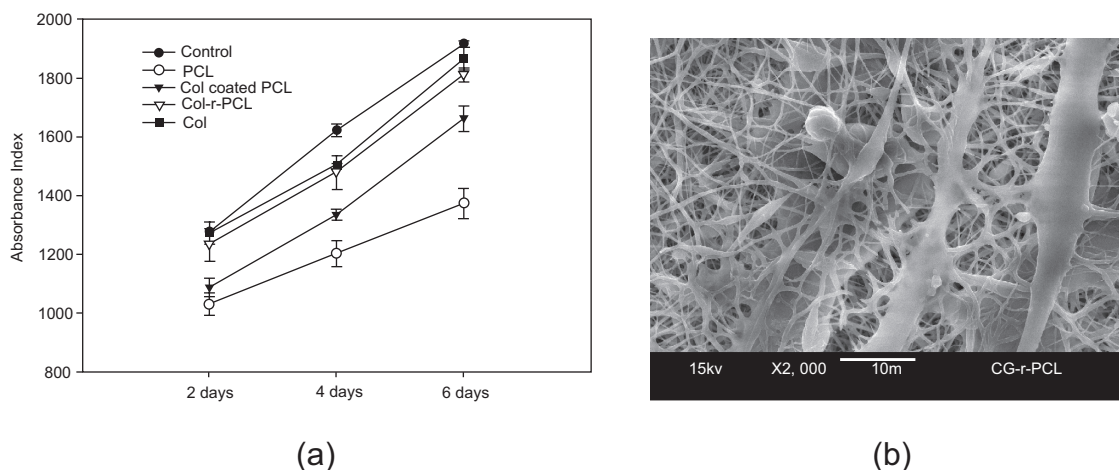 2000
1800
1600
1400
1200
1000
800
Absorbance Index
Control
PCL
Col coated PCL
Col-r-PCL
Col
2 days
4 days
6 days
(a)
15kv X2, 000 10m CG-r-PCL
(b)